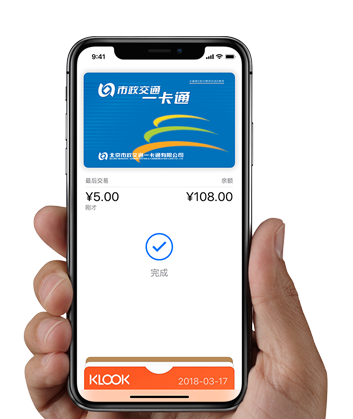 9:41
市政交通
一卡通
北京市政交通一卡通有限公司
最后交易
余额
¥5.00
¥108.00
刚才
完成
KLOOK
2018-03-17